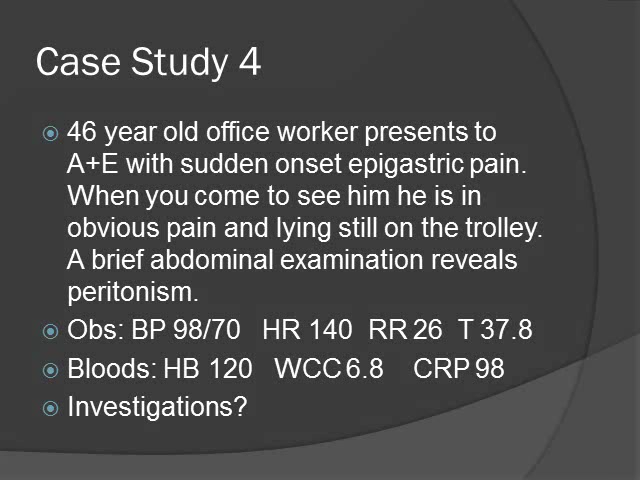 Case Study 4
46 year old office worker presents to
A+E with sudden onset epigastric pain.
When you come to see him he is in
obvious pain and lying still on the trolley.
A brief abdominal examination reveals
peritonism.
Obs: BP 98/70 HR 140 RR 26 T 37.8
Bloods: HB 120 WCC 6.8 CRP 98
Investigations?